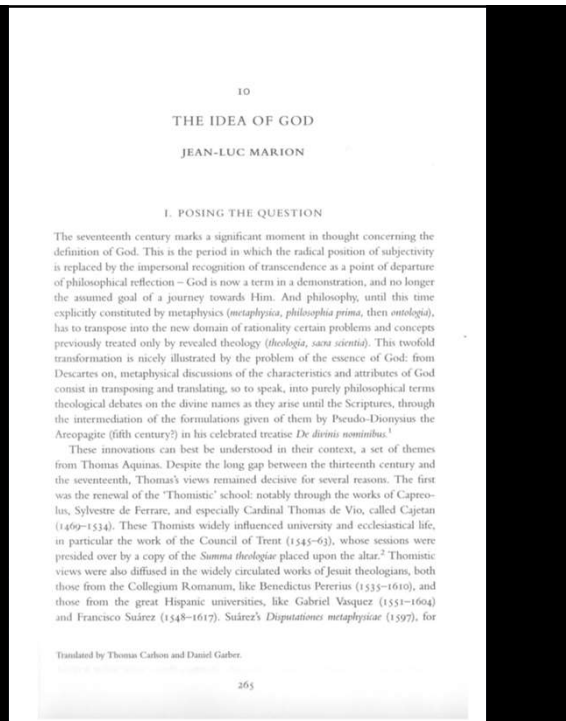 10
THE IDEA OF GOD
JEAN-LUC MARION
I. POSING THE QUESTION
The seventeenth century marks a significant moment in thought concerning the
definition of God. This is the period in which the radical position of subjectivity
is replaced by the impersonal recognition of transcendence as a point of departure
of philosophical reflection – God is now a term in a demonstration, and no longer
the assumed goal of a journey towards Him. And philosophy, until this time
explicitly constituted by metaphysics (metaphysica, philosophia prima, then ontologia),
has to transpose into the new domain of rationality certain problems and concepts
previously treated only by revealed theology (theologia, sacra scientia). This twofold
transformation is nicely illustrated by the problem of the essence of God: from
Descartes on, metaphysical discussions of the characteristics and attributes of God
consist in transposing and translating, so to speak, into purely philosophical terms
theological debates on the divine names as they arise until the Scriptures, through
the intermediation of the formulations given of them by Pseudo-Dionysius the
Areopagite (fifth century?) in his celebrated treatise De divinis nominibus.1
These innovations can best be understood in their context, a set of themes
from Thomas Aquinas. Despite the long gap between the thirteenth century and
the seventeenth, Thomas's views remained decisive for several reasons. The first
was the renewal of the 'Thomistic' school: notably through the works of Capreo-
lus, Sylvestre de Ferrare, and especially Cardinal Thomas de Vio, called Cajetan
(1469–1534). These Thomists widely influenced university and ecclesiastical life,
in particular the work of the Council of Trent (1545–63), whose sessions were
presided over by a copy of the Summa theologiae placed upon the altar.2 Thomistic
views were also diffused in the widely circulated works of Jesuit theologians, both
those from the Collegium Romanum, like Benedictus Pererius (1535–1610), and
those from the great Hispanic universities, like Gabriel Vasquez (1551–1604)
and Francisco Suárez (1548–1617). Suárez's Disputationes metaphysicae (1597), for
Translated by Thomas Carlson and Daniel Garber.
265